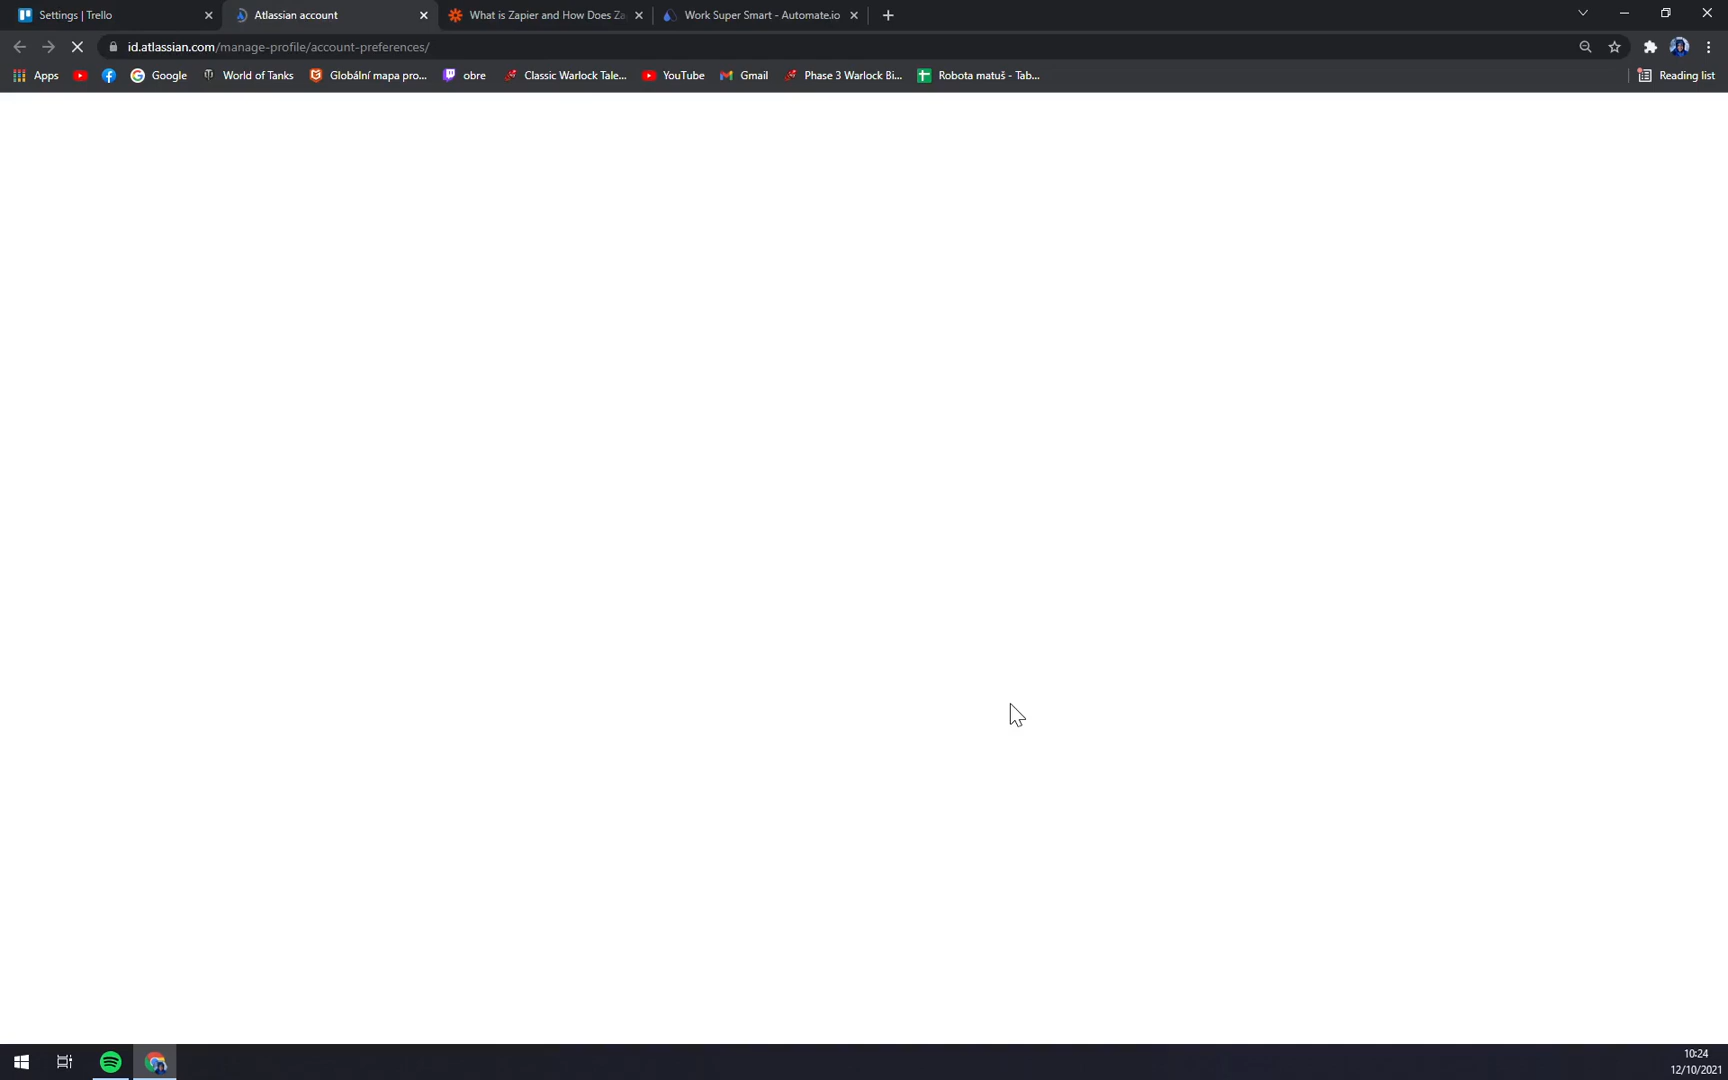 Settings | Trello
Atlassian account
What is Zapier and How Does Za
Work Super Smart - Automate.io
id.atlassian.com/manage-profile/account-preferences/
Apps
Google
World of Tanks
Globální mapa pro...
obre
Classic Warlock Tale...
YouTube
Gmail
Phase 3 Warlock Bi...
Robota matuš - Tab...
Reading list
10:24
12/10/2021